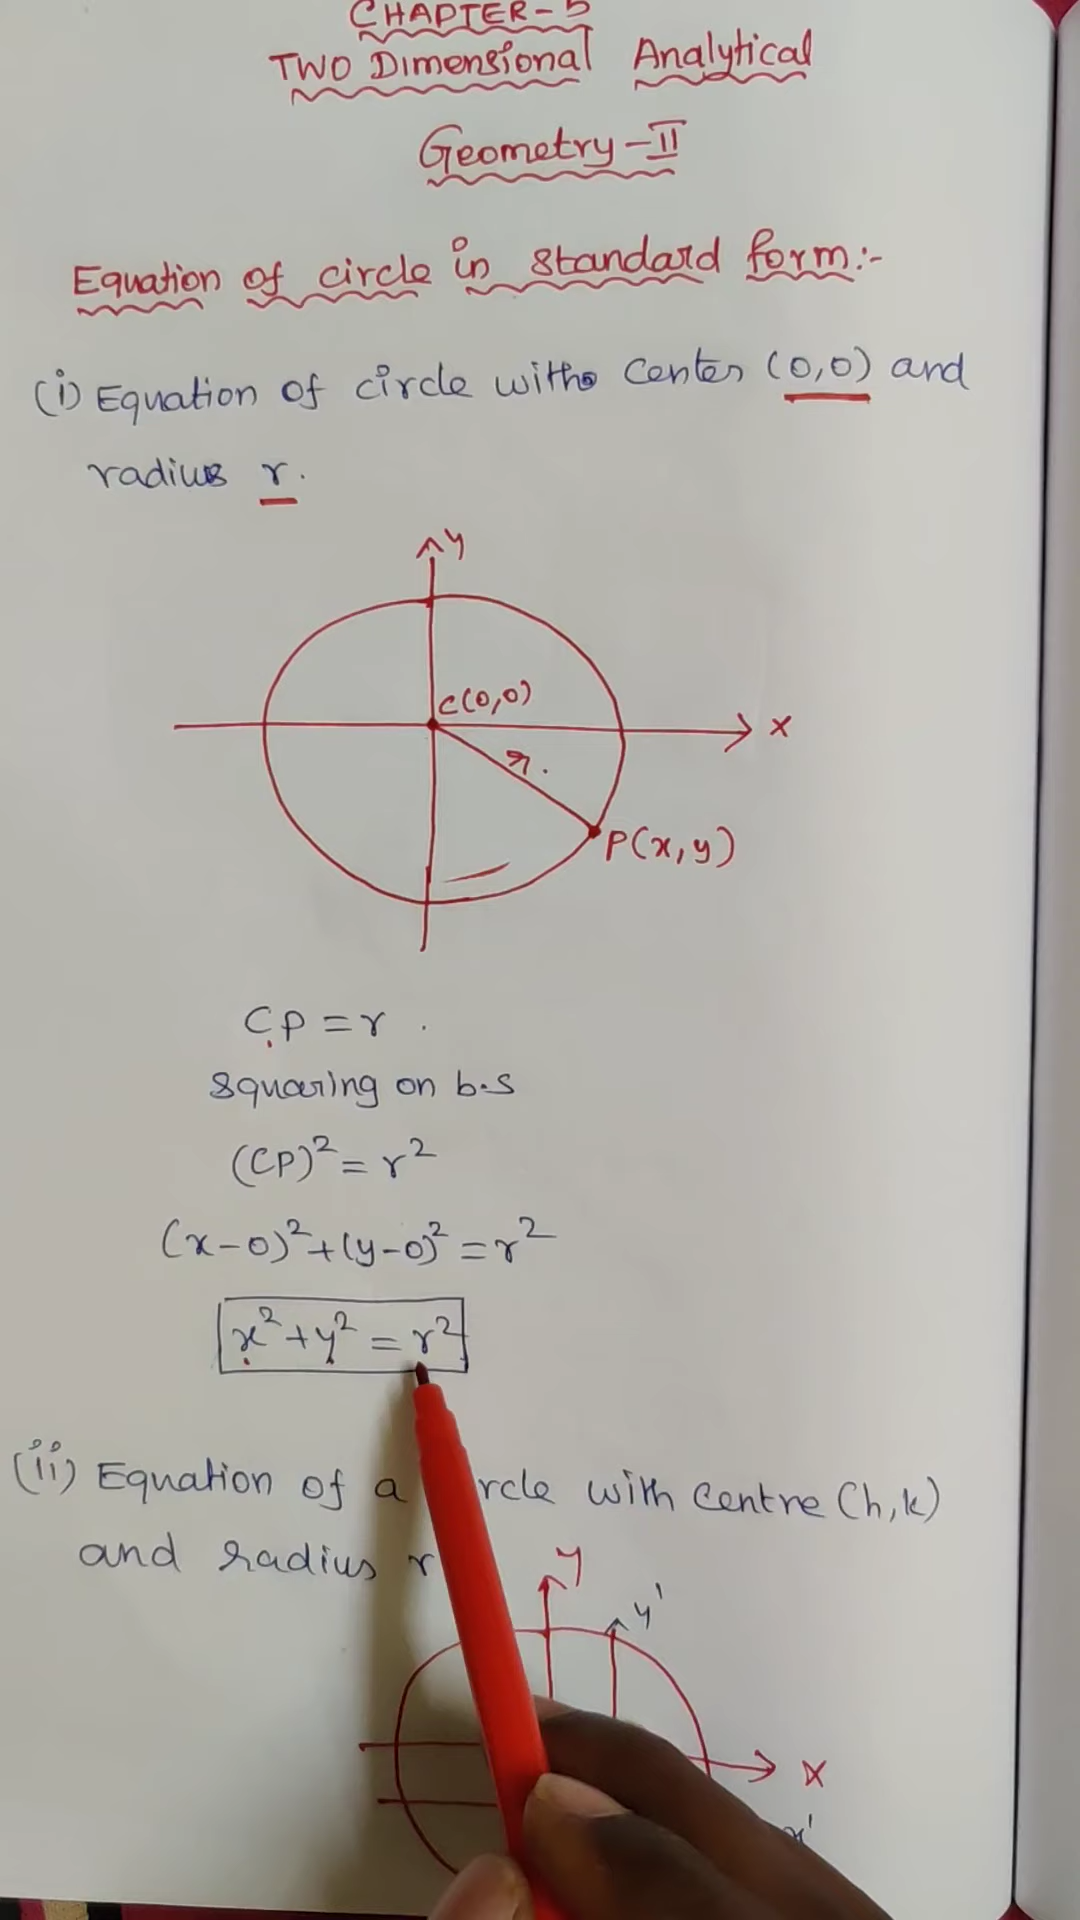 CHAPTER-5
TWO Dimensional Analytical
Geometry-II
Equation of circle in standard form:-
(i) Equation of circle with center (0,0) and
radius r.
y
C(0,0)
x
r.
P(x,y)
CP = r .
Squaring on b.s
(CP)² = r²
(x-0)²+(y-0)² = r²
x²+y² = r²
(ii) Equation of a rcle with centre (h,k)
and radius r
y
y'
x
x'